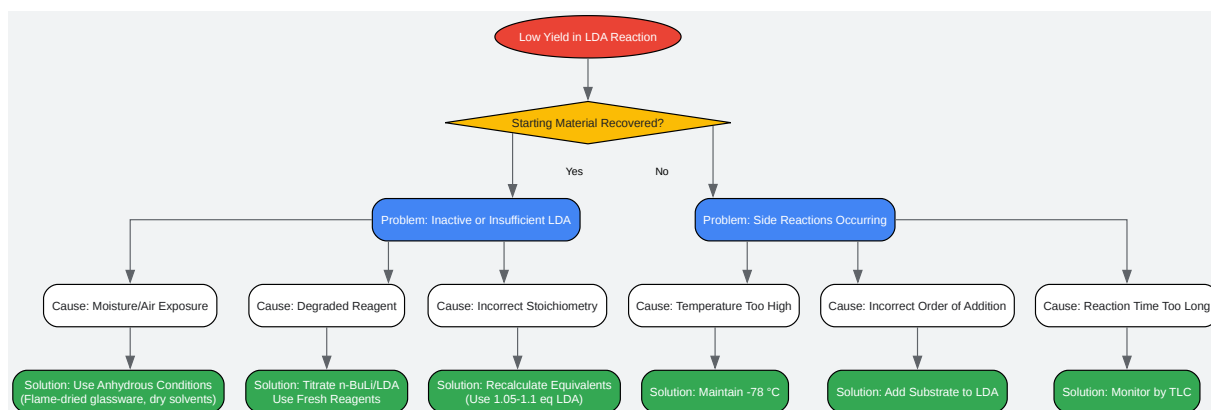 Low Yield in LDA Reaction
Starting Material Recovered?
Yes
No
Problem: Inactive or Insufficient LDA
Problem: Side Reactions Occurring
Cause: Moisture/Air Exposure
Cause: Degraded Reagent
Cause: Incorrect Stoichiometry
Cause: Temperature Too High
Cause: Incorrect Order of Addition
Cause: Reaction Time Too Long
Solution: Use Anhydrous Conditions
(Flame-dried glassware, dry solvents)
Solution: Titrate n-BuLi/LDA
Use Fresh Reagents
Solution: Recalculate Equivalents
(Use 1.05-1.1 eq LDA)
Solution: Maintain -78 °C
Solution: Add Substrate to LDA
Solution: Monitor by TLC